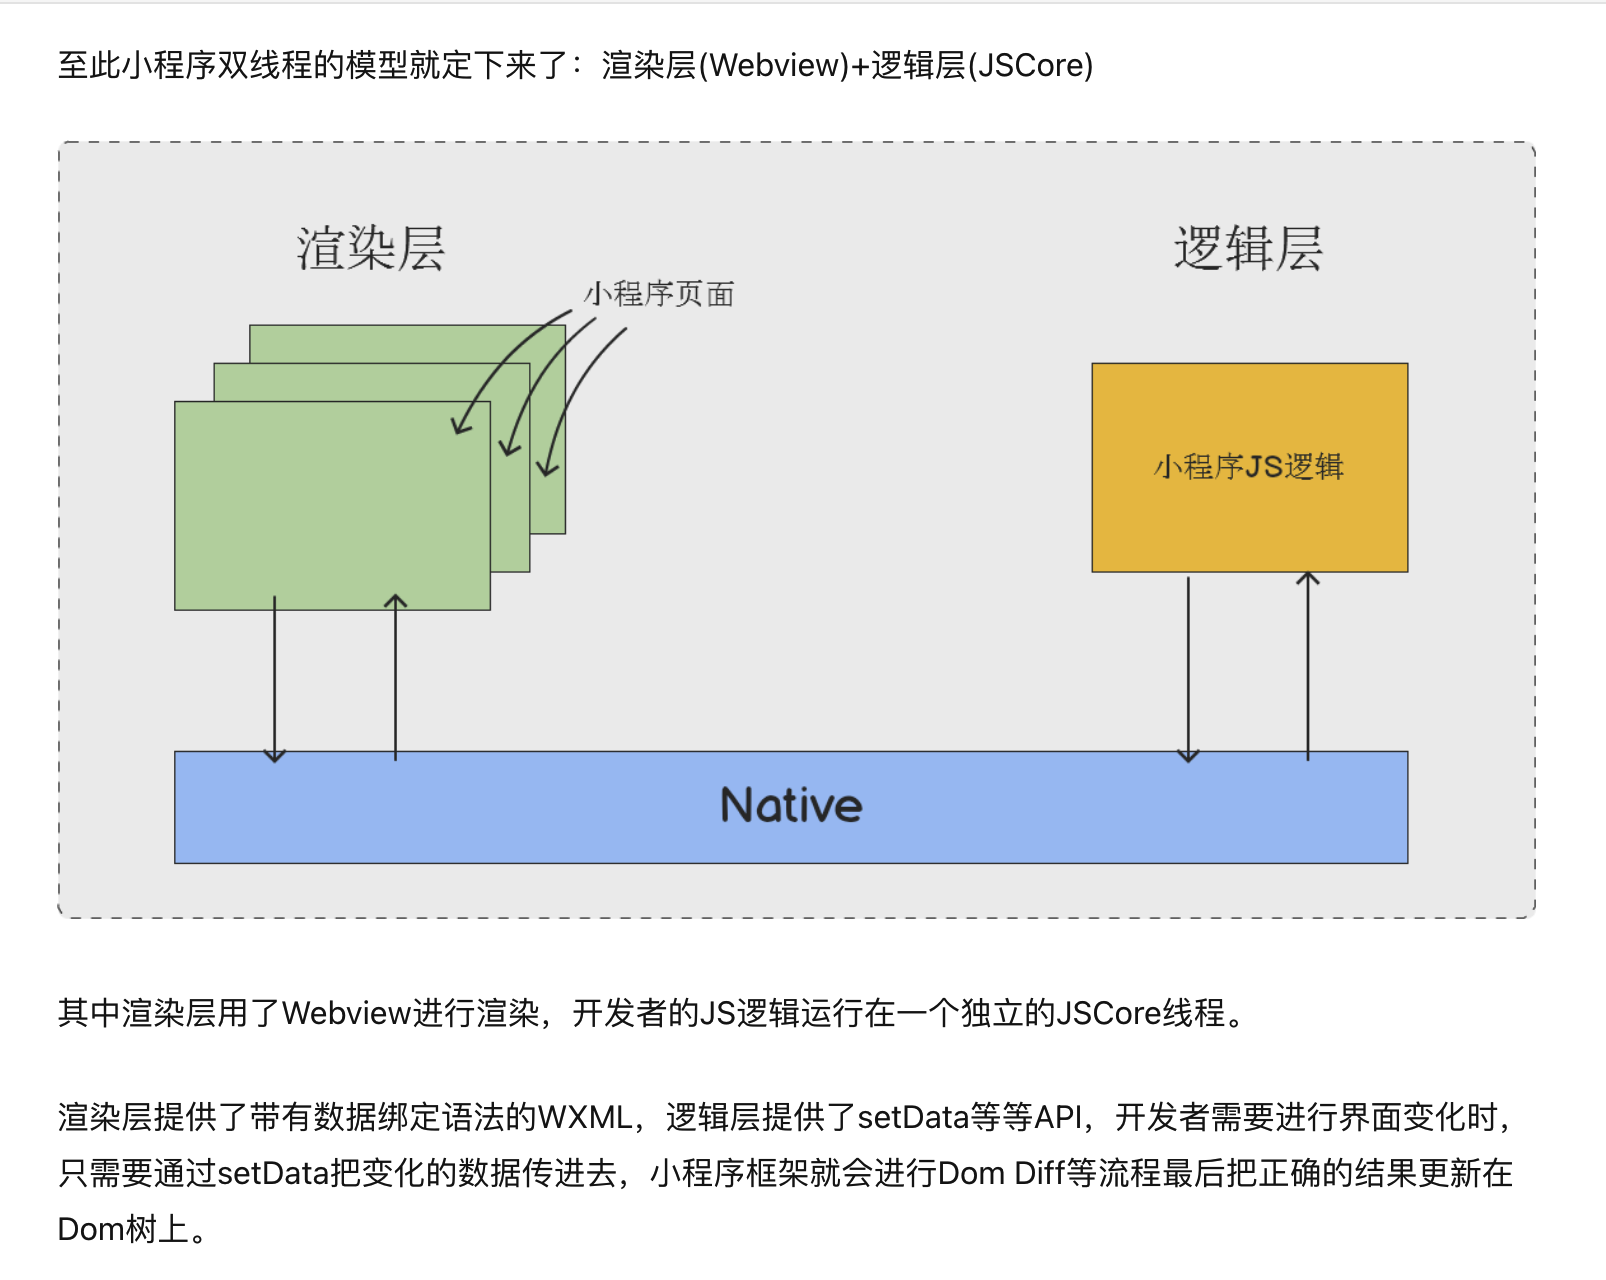 至此小程序双线程的模型就定下来了：渲染层(Webview)+逻辑层(JSCore)
渲染层
逻辑层
小程序页面
小程序JS逻辑
Native
其中渲染层用了Webview进行渲染，开发者的JS逻辑运行在一个独立的JSCore线程。
渲染层提供了带有数据绑定语法的WXML，逻辑层提供了setData等等API，开发者需要进行界面变化时，
只需要通过setData把变化的数据传进去，小程序框架就会进行Dom Diff等流程最后把正确的结果更新在
Dom树上。